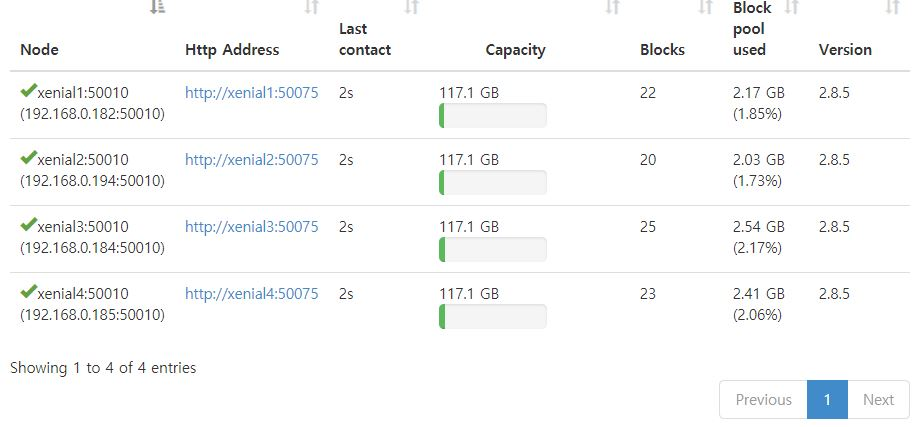 Node Http Address Last contact Capacity Blocks Block pool used Version
xenial1:50010 http://xenial1:50075 2s 117.1 GB 22 2.17 GB 2.8.5
(192.168.0.182:50010) (1.85%)
xenial2:50010 http://xenial2:50075 2s 117.1 GB 20 2.03 GB 2.8.5
(192.168.0.194:50010) (1.73%)
xenial3:50010 http://xenial3:50075 2s 117.1 GB 25 2.54 GB 2.8.5
(192.168.0.184:50010) (2.17%)
xenial4:50010 http://xenial4:50075 2s 117.1 GB 23 2.41 GB 2.8.5
(192.168.0.185:50010) (2.06%)
Showing 1 to 4 of 4 entries
Previous 1 Next